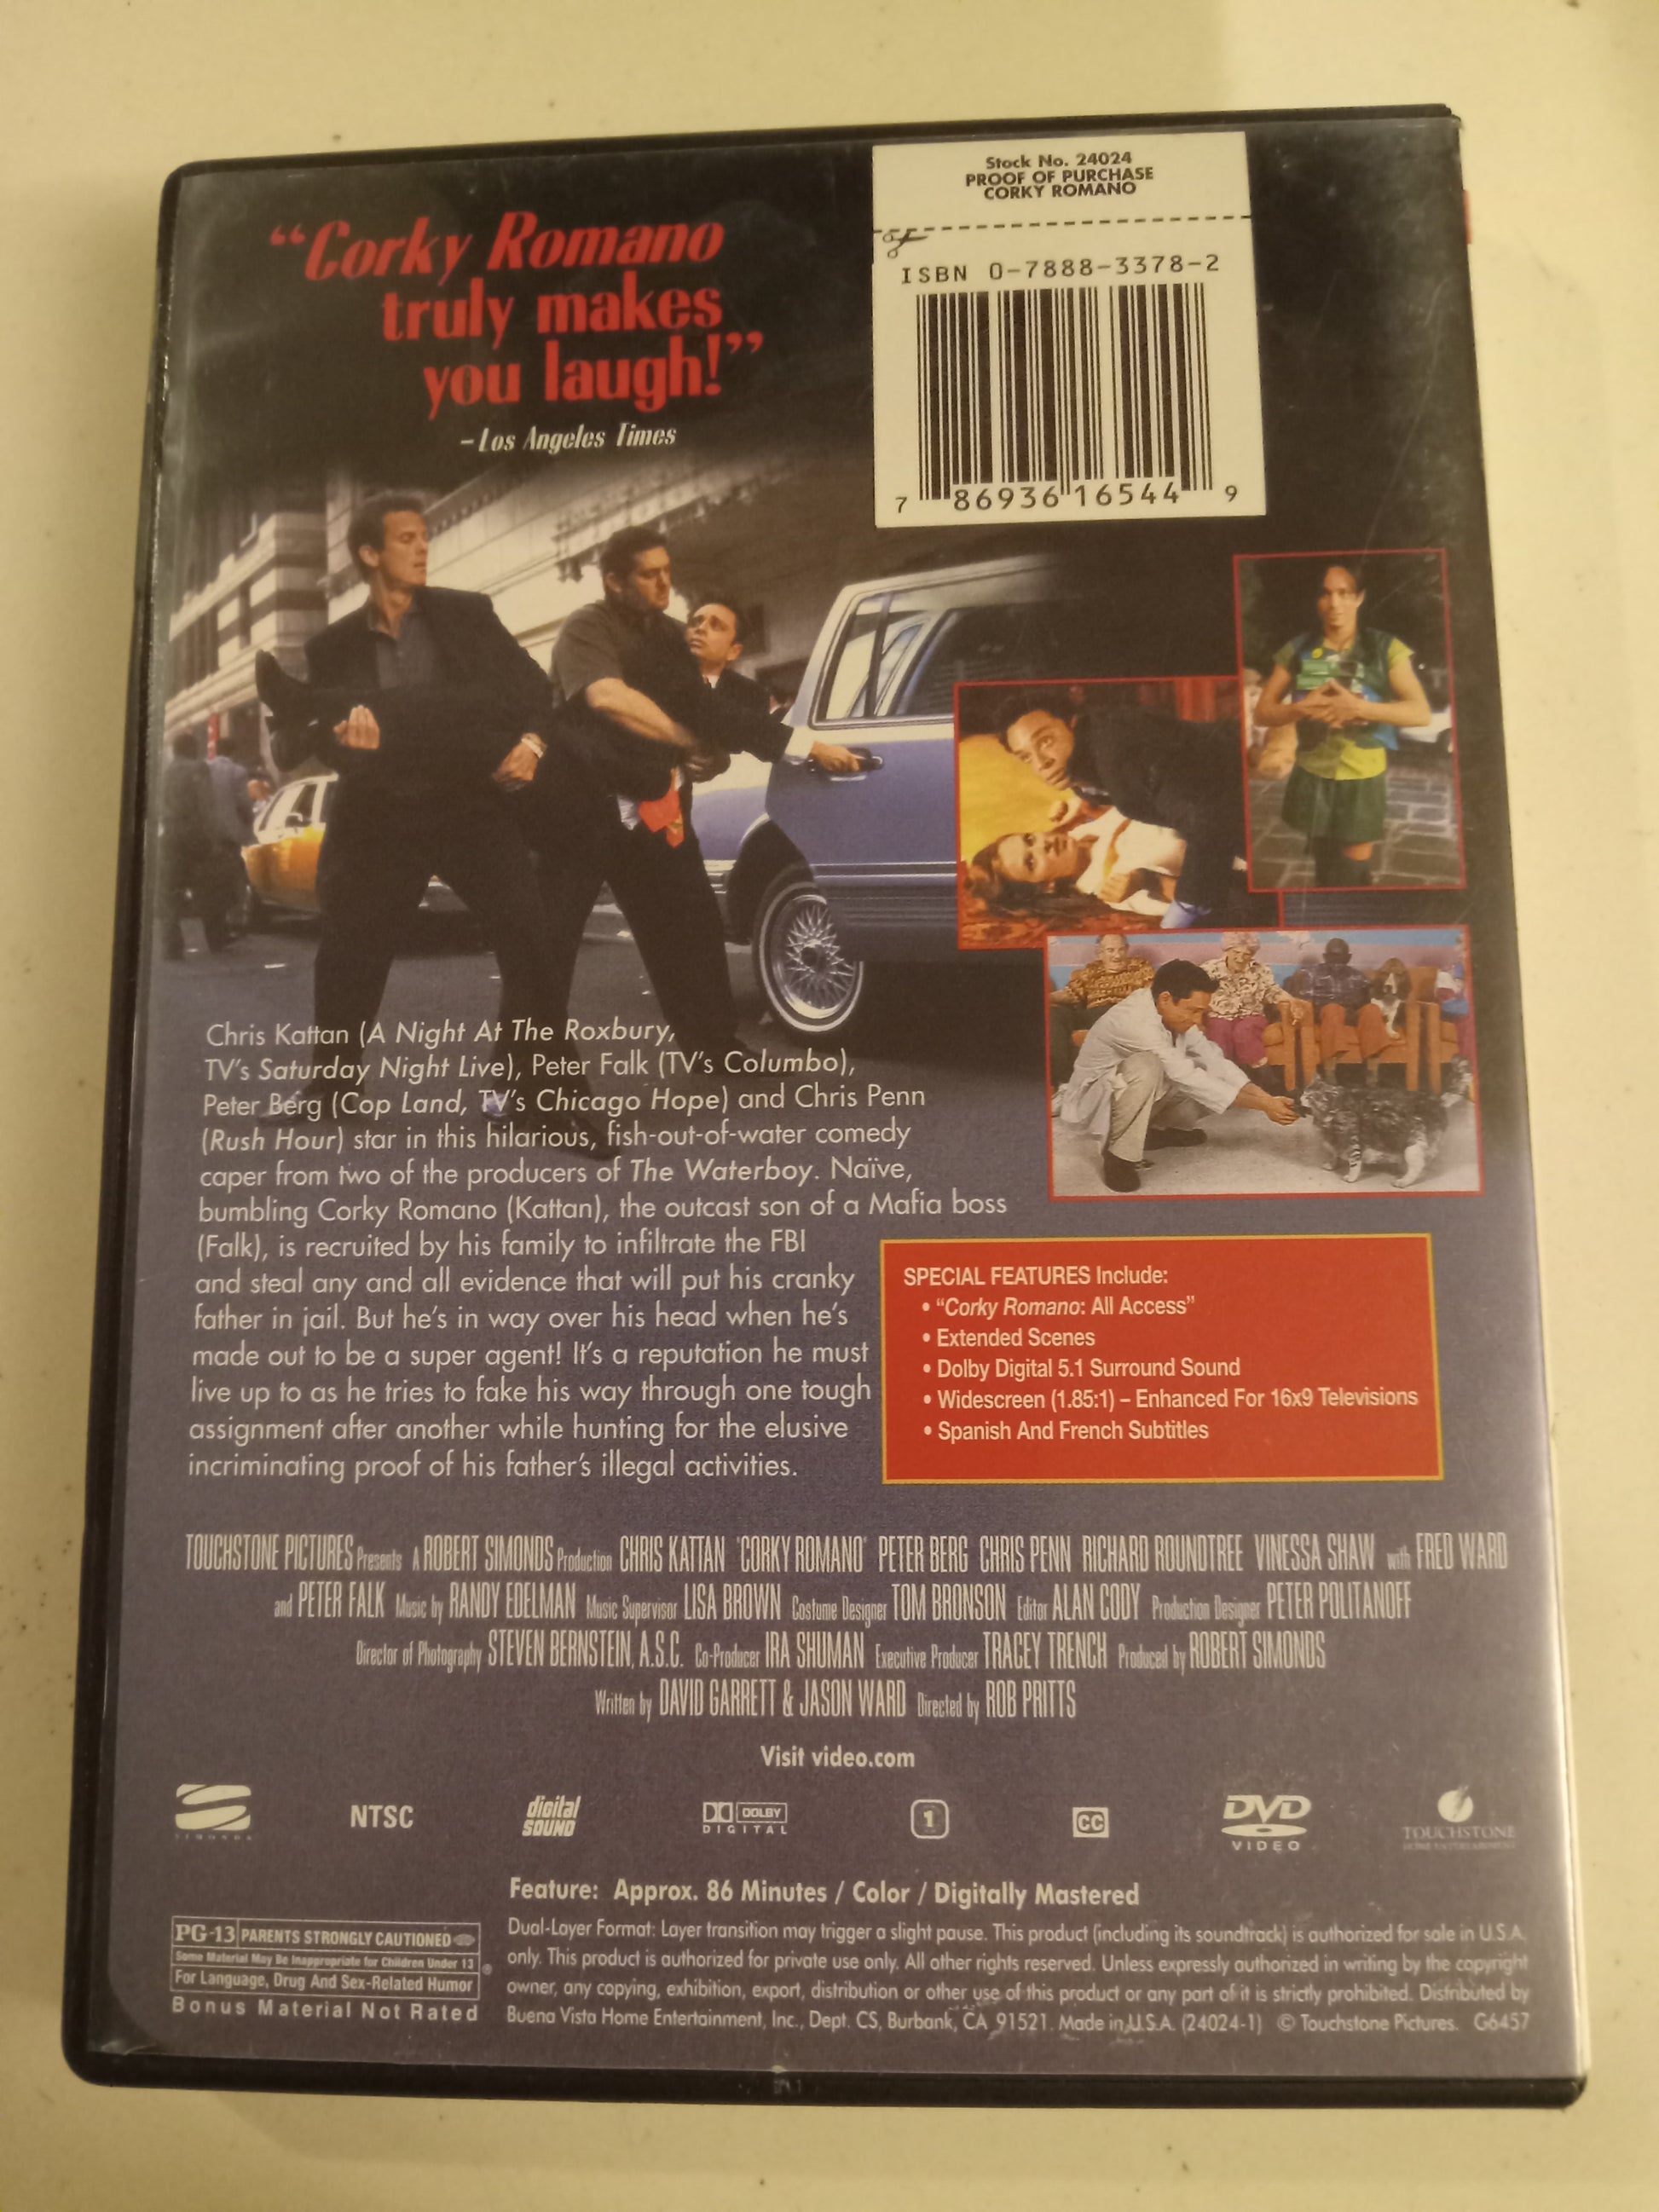 Stock No. 24024
PROOF OF PURCHASE
CORKY ROMANO
"Corky Romano
truly makes
you laugh!"
– Los Angeles Times
ISBN 0-7888-3378-2
7 86936 16544 9
Chris Kattan (A Night At The Roxbury,
TV's Saturday Night Live), Peter Falk (TV's Columbo),
Peter Berg (Cop Land, TV's Chicago Hope) and Chris Penn
(Rush Hour) star in this hilarious, fish-out-of-water comedy
caper from two of the producers of The Waterboy. Naïve,
bumbling Corky Romano (Kattan), the outcast son of a Mafia boss
(Falk), is recruited by his family to infiltrate the FBI
and steal any and all evidence that will put his cranky
father in jail. But he's in way over his head when he's
made out to be a super agent! It's a reputation he must
live up to as he tries to fake his way through one tough
assignment after another while hunting for the elusive
incriminating proof of his father's illegal activities.
SPECIAL FEATURES Include:
• "Corky Romano: All Access"
• Extended Scenes
• Dolby Digital 5.1 Surround Sound
• Widescreen (1.85:1) – Enhanced For 16x9 Televisions
• Spanish And French Subtitles
TOUCHSTONE PICTURES Presents A ROBERT SIMONDS Production CHRIS KATTAN "CORKY ROMANO" PETER BERG CHRIS PENN RICHARD ROUNDTREE VINESSA SHAW with FRED WARD
and PETER FALK Music by RANDY EDELMAN Music Supervisor LISA BROWN Costume Designer TOM BRONSON Editor ALAN CODY Production Designer PETER POLITANOFF
Director of Photography STEVEN BERNSTEIN, A.S.C. Co-Producer IRA SHUMAN Executive Producer TRACEY TRENCH Produced by ROBERT SIMONDS
Written by DAVID GARRETT & JASON WARD Directed by ROB PRITTS
Visit video.com
SIMONDS NTSC digital SOUND DOLBY DIGITAL 1 CC DVD VIDEO TOUCHSTONE HOME ENTERTAINMENT
Feature: Approx. 86 Minutes / Color / Digitally Mastered
PG-13 PARENTS STRONGLY CAUTIONED
Some Material May Be Inappropriate for Children Under 13 ®
For Language, Drug And Sex-Related Humor
Bonus Material Not Rated
Dual-Layer Format: Layer transition may trigger a slight pause. This product (including its soundtrack) is authorized for sale in U.S.A.
only. This product is authorized for private use only. All other rights reserved. Unless expressly authorized in writing by the copyright
owner, any copying, exhibition, export, distribution or other use of this product or any part of it is strictly prohibited. Distributed by
Buena Vista Home Entertainment, Inc., Dept. CS, Burbank, CA 91521. Made in U.S.A. (24024-1) © Touchstone Pictures. G6457